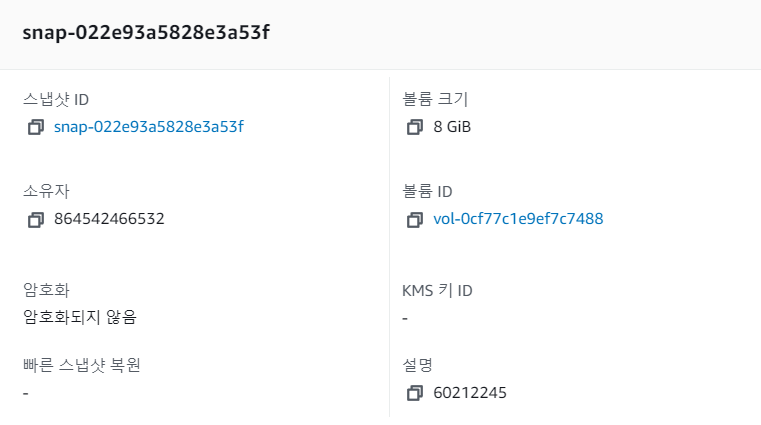 snap-022e93a5828e3a53f
스냅샷 ID
snap-022e93a5828e3a53f
볼륨 크기
8 GiB
소유자
864542466532
볼륨 ID
vol-0cf77c1e9ef7c7488
암호화
암호화되지 않음
KMS 키 ID
-
빠른 스냅샷 복원
-
설명
60212245